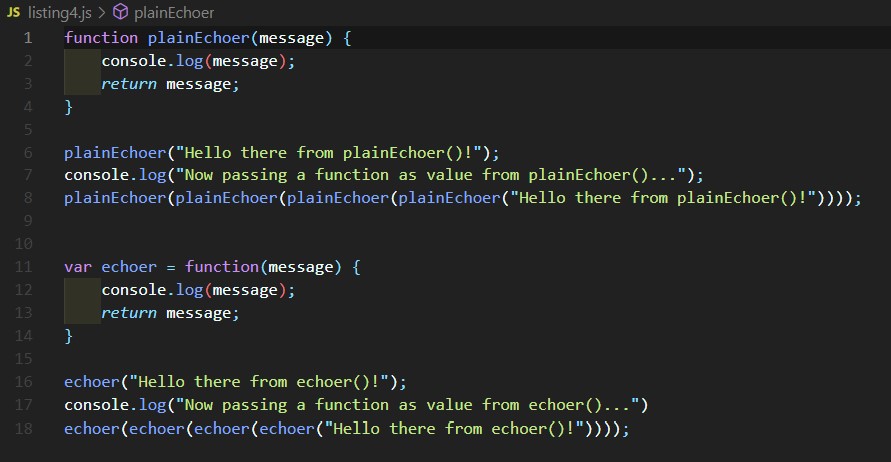 JS listing4.js > plainEchoer
1 function plainEchoer(message) {
2 console.log(message);
3 return message;
4 }
5
6 plainEchoer("Hello there from plainEchoer()!");
7 console.log("Now passing a function as value from plainEchoer()...");
8 plainEchoer(plainEchoer(plainEchoer(plainEchoer("Hello there from plainEchoer()!"))));
9
10
11 var echoer = function(message) {
12 console.log(message);
13 return message;
14 }
15
16 echoer("Hello there from echoer()!");
17 console.log("Now passing a function as value from echoer()...")
18 echoer(echoer(echoer(echoer("Hello there from echoer()!"))));